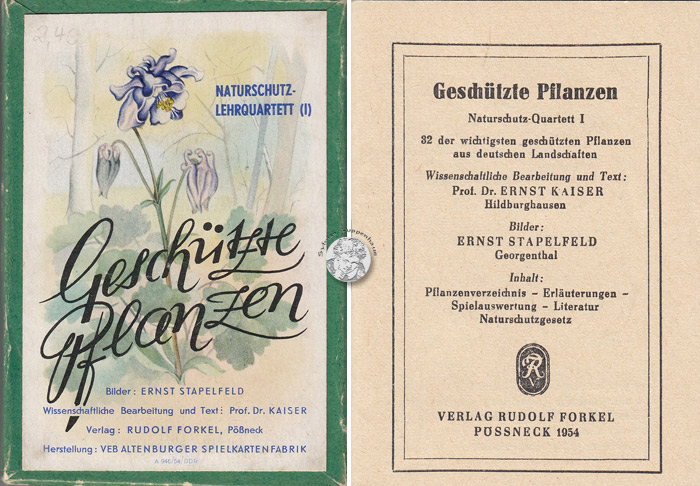 2,40
NATURSCHUTZ-
LEHRQUARTETT (I)
Geschützte
Pflanzen
Bilder: ERNST STAPELFELD
Wissenschaftliche Bearbeitung und Text: Prof. Dr. KAISER
Verlag: RUDOLF FORKEL, Pößneck
Herstellung: VEB ALTENBURGER SPIELKARTENFABRIK
A 946/54, DDR
Geschützte Pflanzen
Naturschutz-Quartett I
32 der wichtigsten geschützten Pflanzen
aus deutschen Landschaften
Wissenschaftliche Bearbeitung und Text:
Prof. Dr. ERNST KAISER
Hildburghausen
Bilder:
ERNST STAPELFELD
Georgenthal
Inhalt:
Pflanzenverzeichnis – Erläuterungen –
Spielauswertung – Literatur
Naturschutzgesetz
VERLAG RUDOLF FORKEL
PÖSSNECK 1954